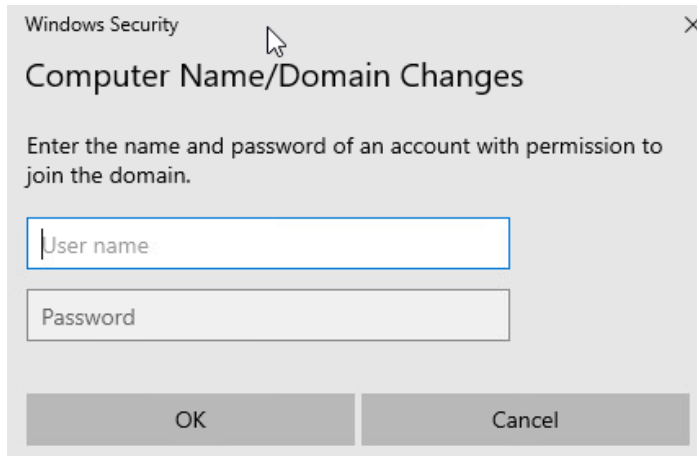 Windows Security
Computer Name/Domain Changes
Enter the name and password of an account with permission to
join the domain.
User name
Password
OK
Cancel